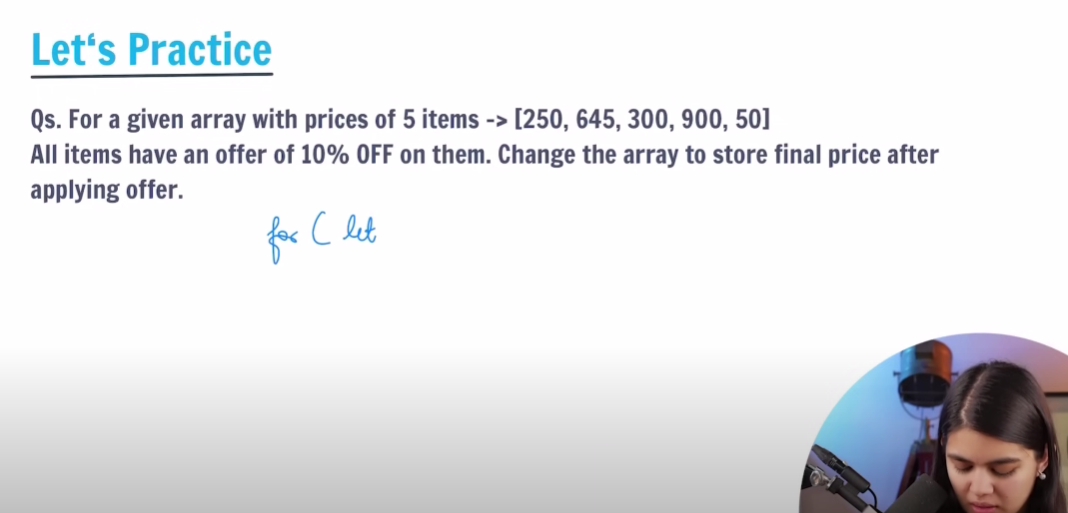 Let‘s Practice
Qs. For a given array with prices of 5 items -> [250, 645, 300, 900, 50]
All items have an offer of 10% OFF on them. Change the array to store final price after
applying offer.
for ( let